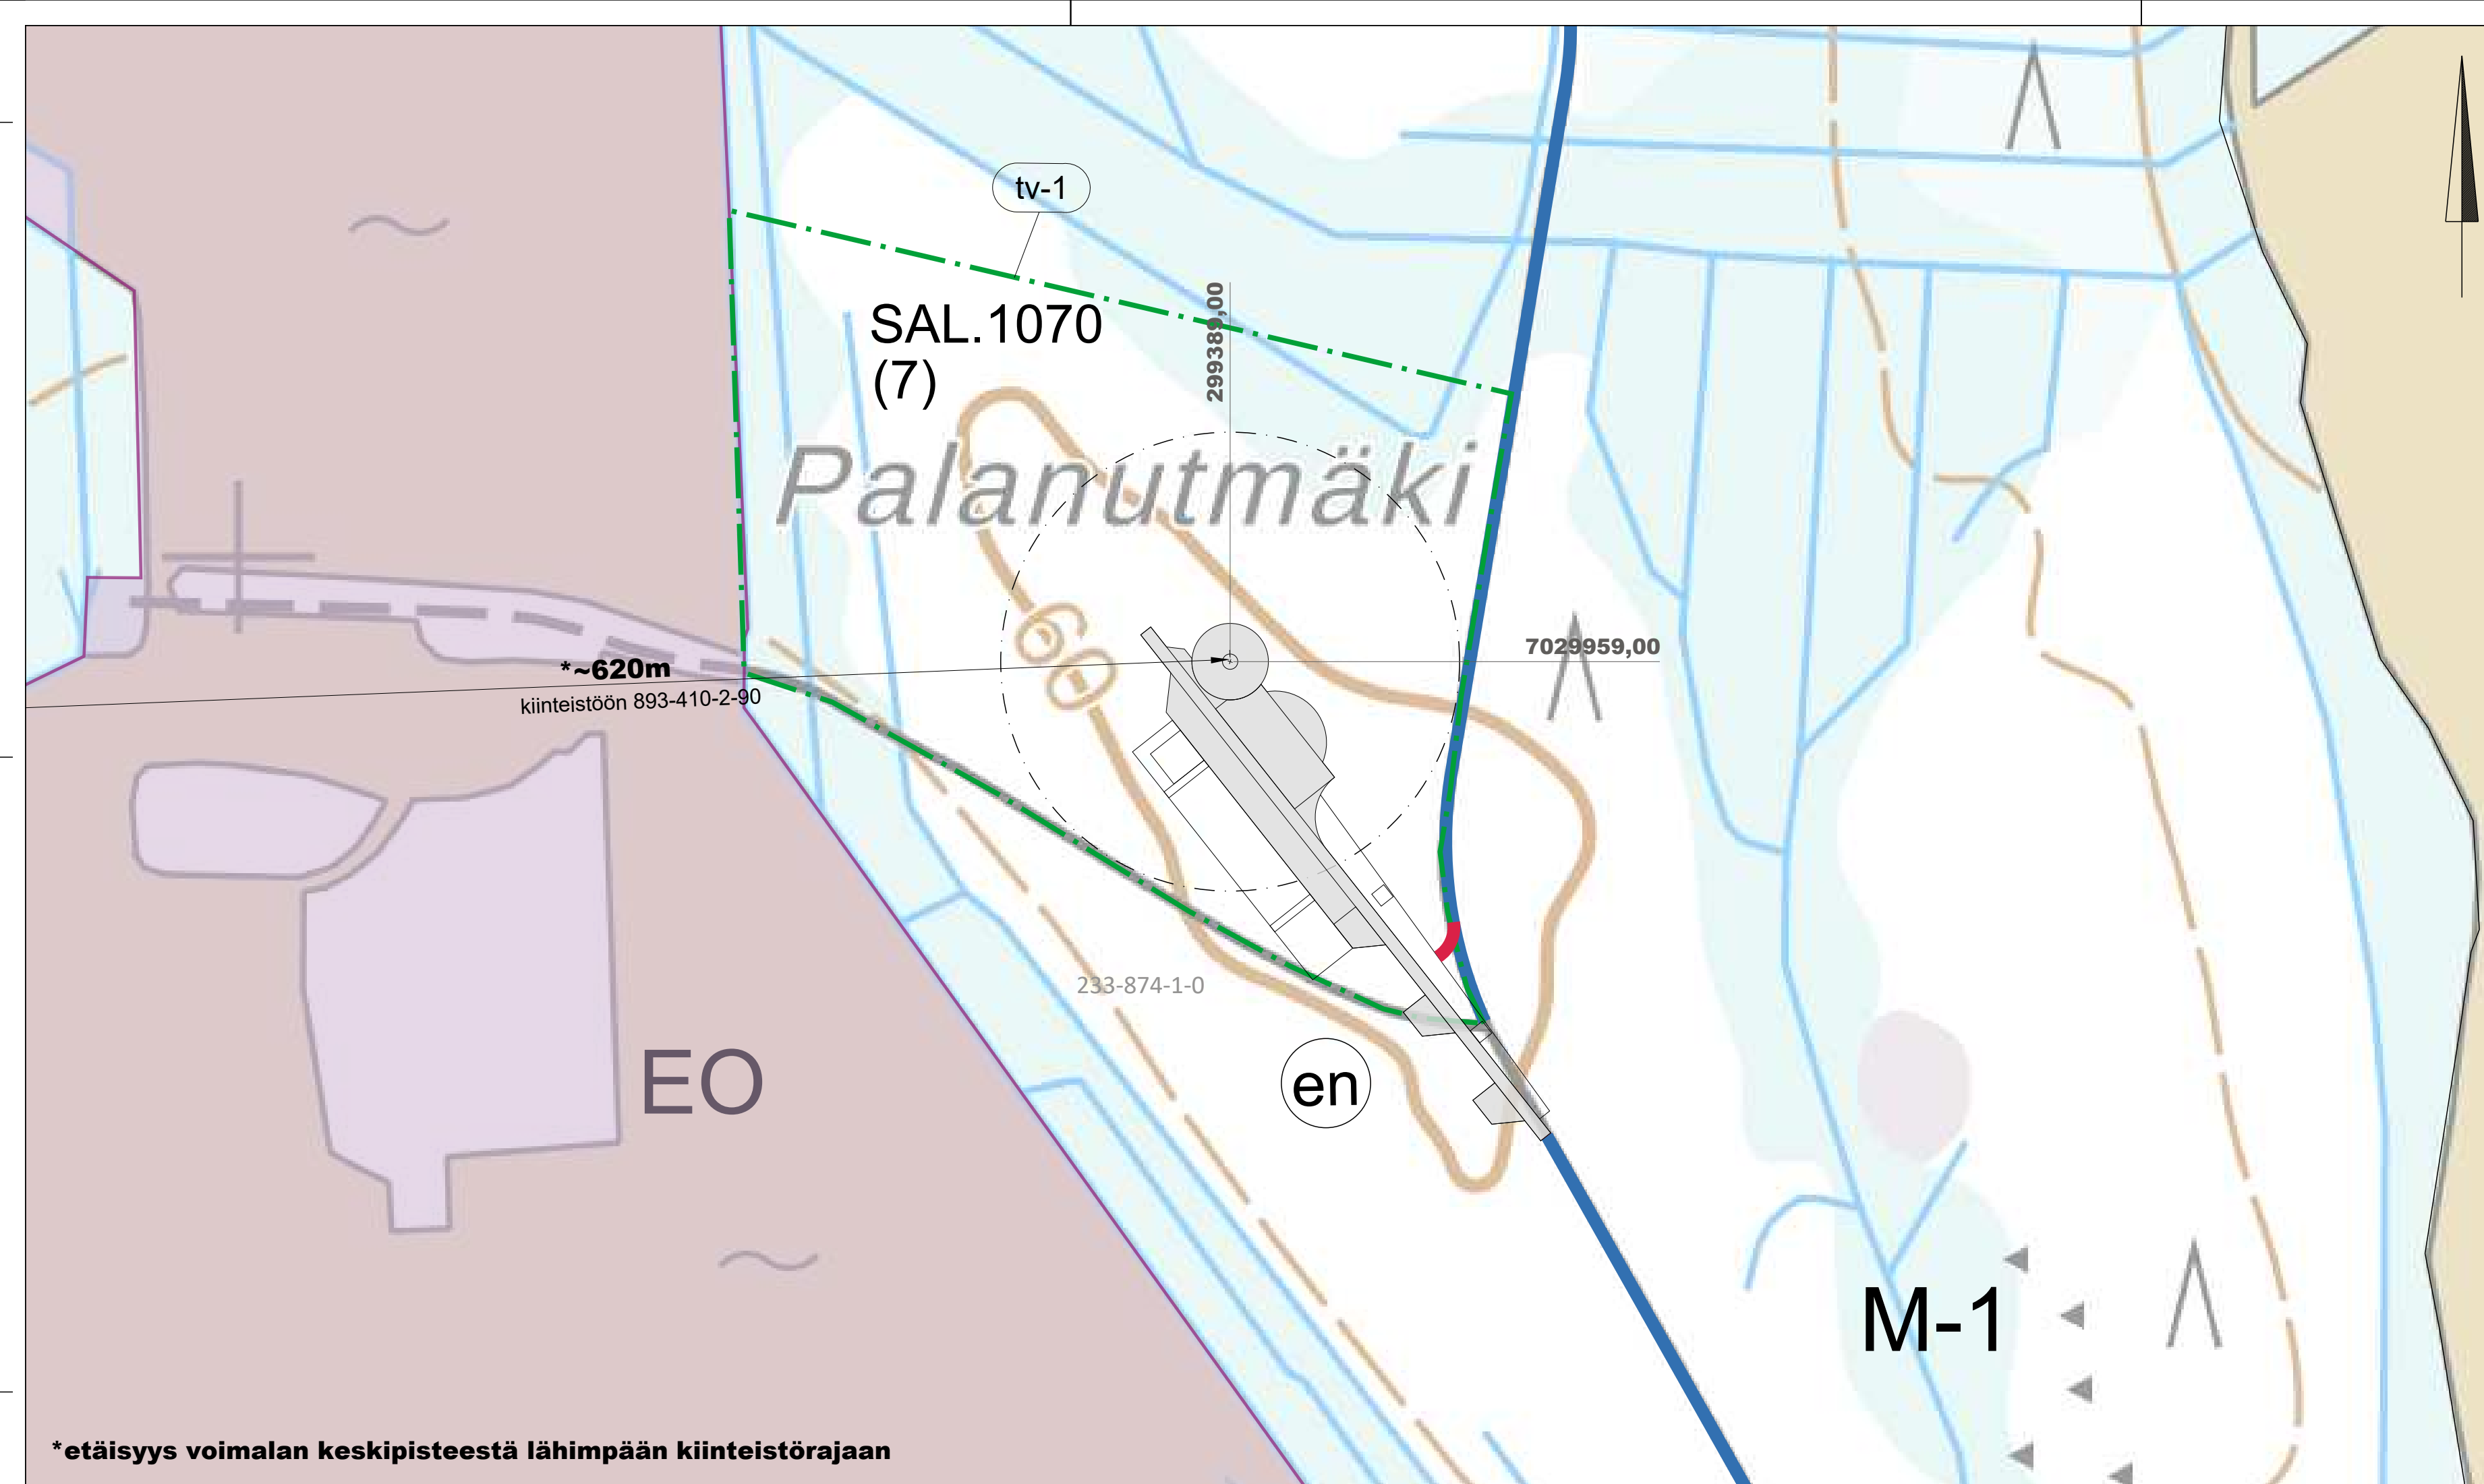 tv-1
SAL.1070
(7)
299389,00
Palanutmäki
60
7029959,00
*~620m
kiinteistöön 893-410-2-90
233-874-1-0
EO
en
M-1
*etäisyys voimalan keskipisteestä lähimpään kiinteistörajaan